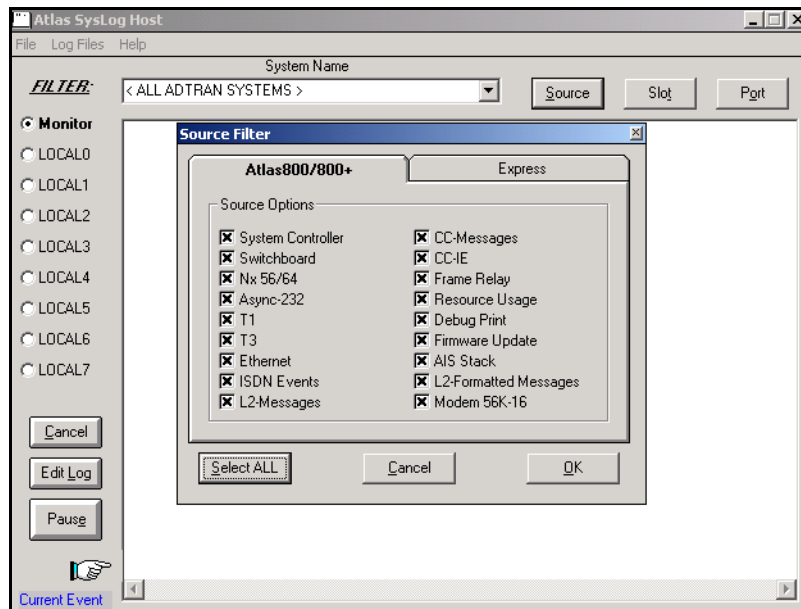 Atlas SysLog Host
File Log Files Help
System Name
FILTER:
< ALL ADTRAN SYSTEMS >
Source
Slot
Port
Monitor
LOCAL0
LOCAL1
LOCAL2
LOCAL3
LOCAL4
LOCAL5
LOCAL6
LOCAL7
Cancel
Edit Log
Pause
Current Event
Source Filter
Atlas800/800+
Express
Source Options
System Controller
Switchboard
Nx 56/64
Async-232
T1
T3
Ethernet
ISDN Events
L2-Messages
CC-Messages
CC-IE
Frame Relay
Resource Usage
Debug Print
Firmware Update
AIS Stack
L2-Formatted Messages
Modem 56K-16
Select ALL
Cancel
OK